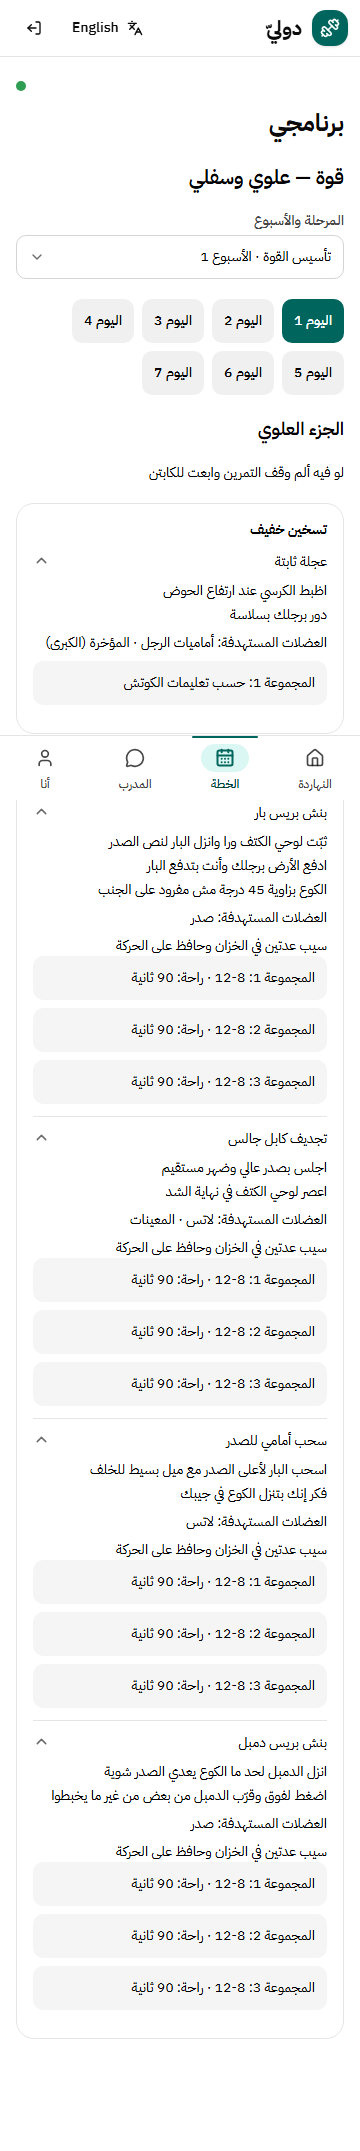 دوليّ
English
برنامجي
قوة — علوي وسفلي
المرحلة والأسبوع
تأسيس القوة · الأسبوع 1
اليوم 1
اليوم 2
اليوم 3
اليوم 4
اليوم 5
اليوم 6
اليوم 7
الجزء العلوي
لو فيه ألم وقف التمرين وابعت للكابتن
تسخين خفيف
عجلة ثابتة
اظبط الكرسي عند ارتفاع الحوض
دور برجلك بسلاسة
العضلات المستهدفة: أماميات الرجل · المؤخرة (الكبرى)
المجموعة 1: حسب تعليمات الكوتش
النهاردة
الخطة
المدرب
أنا
بنش بريس بار
ثبّت لوحي الكتف ورا وانزل البار لنص الصدر
ادفع الأرض برجلك وأنت بتدفع البار
الكوع بزاوية 45 درجة مش مفرود على الجنب
العضلات المستهدفة: صدر
سيب عدتين في الخزان وحافظ على الحركة
المجموعة 1: 8-12 · راحة: 90 ثانية
المجموعة 2: 8-12 · راحة: 90 ثانية
المجموعة 3: 8-12 · راحة: 90 ثانية
تجديف كابل جالس
اجلس بصدر عالي وضهر مستقيم
اعصر لوحي الكتف في نهاية الشد
العضلات المستهدفة: لاتس · المعينات
سيب عدتين في الخزان وحافظ على الحركة
المجموعة 1: 8-12 · راحة: 90 ثانية
المجموعة 2: 8-12 · راحة: 90 ثانية
المجموعة 3: 8-12 · راحة: 90 ثانية
سحب أمامي للصدر
اسحب البار لأعلى الصدر مع ميل بسيط للخلف
فكر إنك بتنزل الكوع في جيبك
العضلات المستهدفة: لاتس
سيب عدتين في الخزان وحافظ على الحركة
المجموعة 1: 8-12 · راحة: 90 ثانية
المجموعة 2: 8-12 · راحة: 90 ثانية
المجموعة 3: 8-12 · راحة: 90 ثانية
بنش بريس دمبل
انزل الدمبل لحد ما الكوع يعدي الصدر شوية
اضغط لفوق وقرّب الدمبل من بعض من غير ما يخبطوا
العضلات المستهدفة: صدر
سيب عدتين في الخزان وحافظ على الحركة
المجموعة 1: 8-12 · راحة: 90 ثانية
المجموعة 2: 8-12 · راحة: 90 ثانية
المجموعة 3: 8-12 · راحة: 90 ثانية